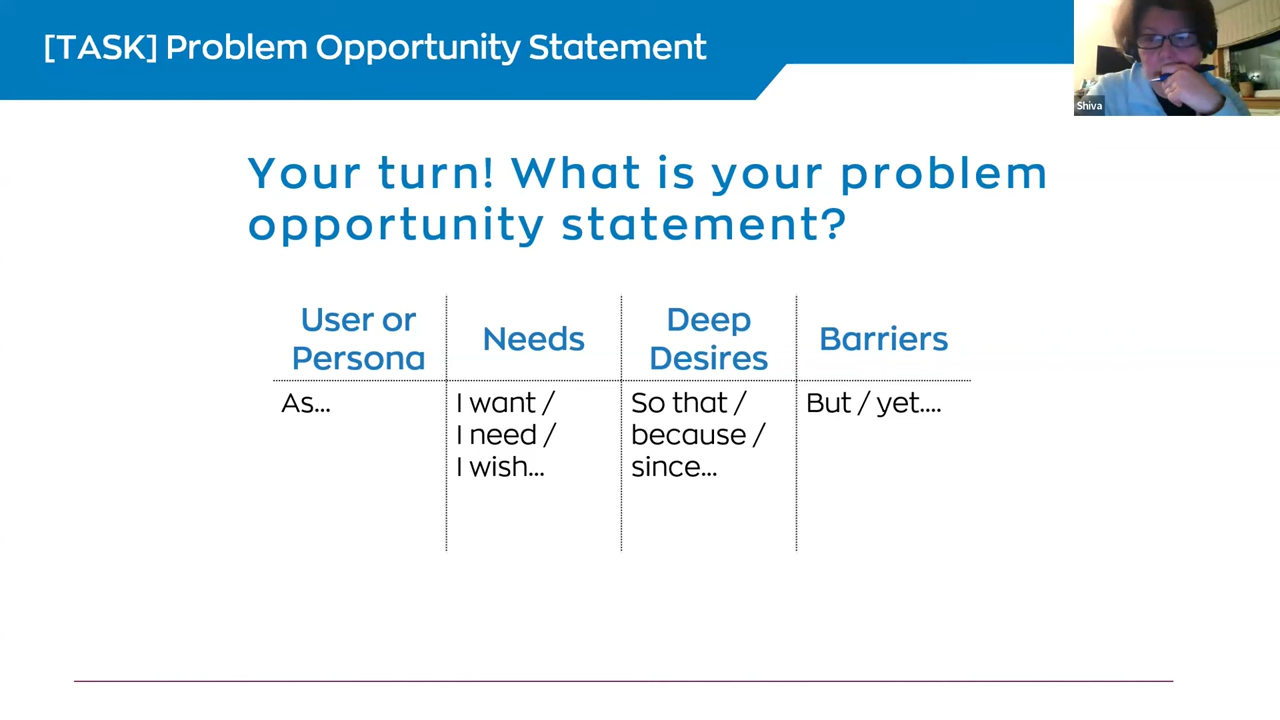 [TASK] Problem Opportunity Statement
Shiva
Your turn! What is your problem
opportunity statement?
User or
Persona
Needs
Deep
Desires
Barriers
As...
I want /
I need /
I wish...
So that /
because /
since...
But / yet....